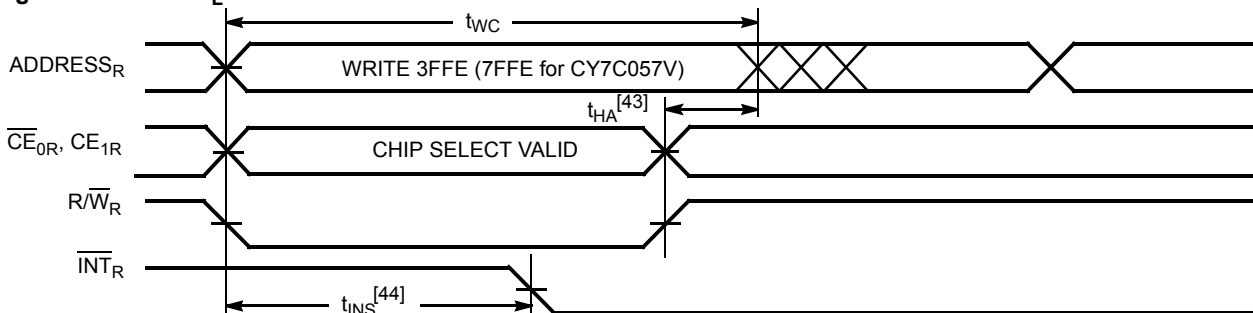 tWC
ADDRESSR
WRITE 3FFE (7FFE for CY7C057V)
tHA[43]
CE0R, CE1R
CHIP SELECT VALID
R/WR
INTR
tINS[44]